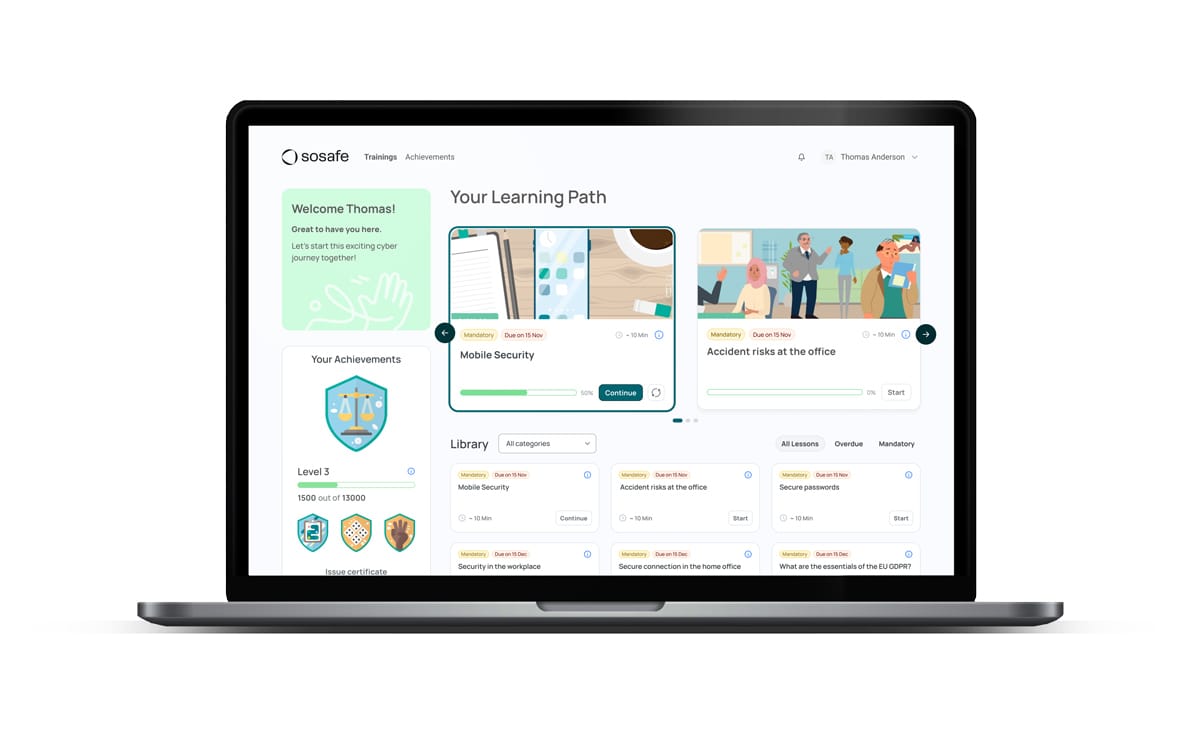 sosafe
Trainings
Achievements
TA
Thomas Anderson
Welcome Thomas!
Great to have you here.
Let's start this exciting cyber
journey together!
Your Achievements
Level 3
1500 out of 13000
Issue certificate
Your Learning Path
Mandatory
Due on 15 Nov
~ 10 Min
Mobile Security
50%
Continue
Mandatory
Due on 15 Nov
~ 10 Min
Accident risks at the office
0%
Start
Library
All categories
All Lessons
Overdue
Mandatory
Mandatory
Due on 15 Nov
Mobile Security
~ 10 Min
Continue
Mandatory
Due on 15 Nov
Accident risks at the office
~ 10 Min
Start
Mandatory
Due on 15 Nov
Secure passwords
~ 10 Min
Start
Mandatory
Due on 15 Dec
Security in the workplace
Mandatory
Due on 15 Dec
Secure connection in the home office
Mandatory
Due on 15 Dec
What are the essentials of the EU GDPR?